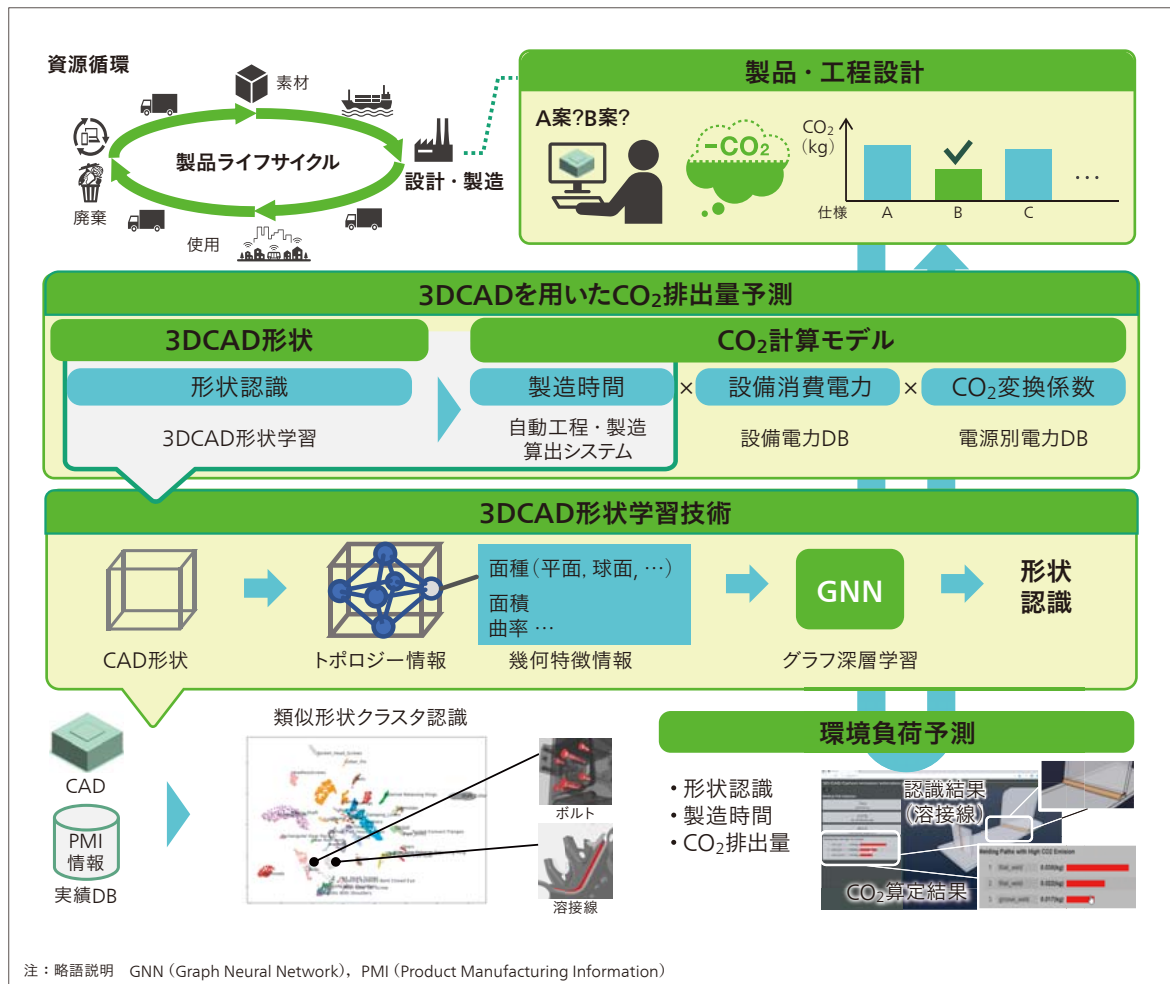 資源循環
素材
製品ライフサイクル
設計・製造
廃棄
使用
製品・工程設計
A案?B案?
−CO₂
CO₂
(kg)
仕様 A B C …
3DCADを用いたCO₂排出量予測
3DCAD形状
CO₂計算モデル
形状認識
製造時間 × 設備消費電力 × CO₂変換係数
3DCAD形状学習
自動工程・製造
算出システム
設備電力DB
電源別電力DB
3DCAD形状学習技術
面種(平面, 球面, …)
面積
曲率 …
GNN
形状
認識
CAD形状
トポロジー情報
幾何特徴情報
グラフ深層学習
CAD
PMI
情報
実績DB
類似形状クラスタ認識
ボルト
溶接線
環境負荷予測
・形状認識
・製造時間
・CO₂排出量
認識結果
(溶接線)
Welding Paths with High CO2 Emission
CO₂算定結果
注:略語説明 GNN(Graph Neural Network), PMI(Product Manufacturing Information)